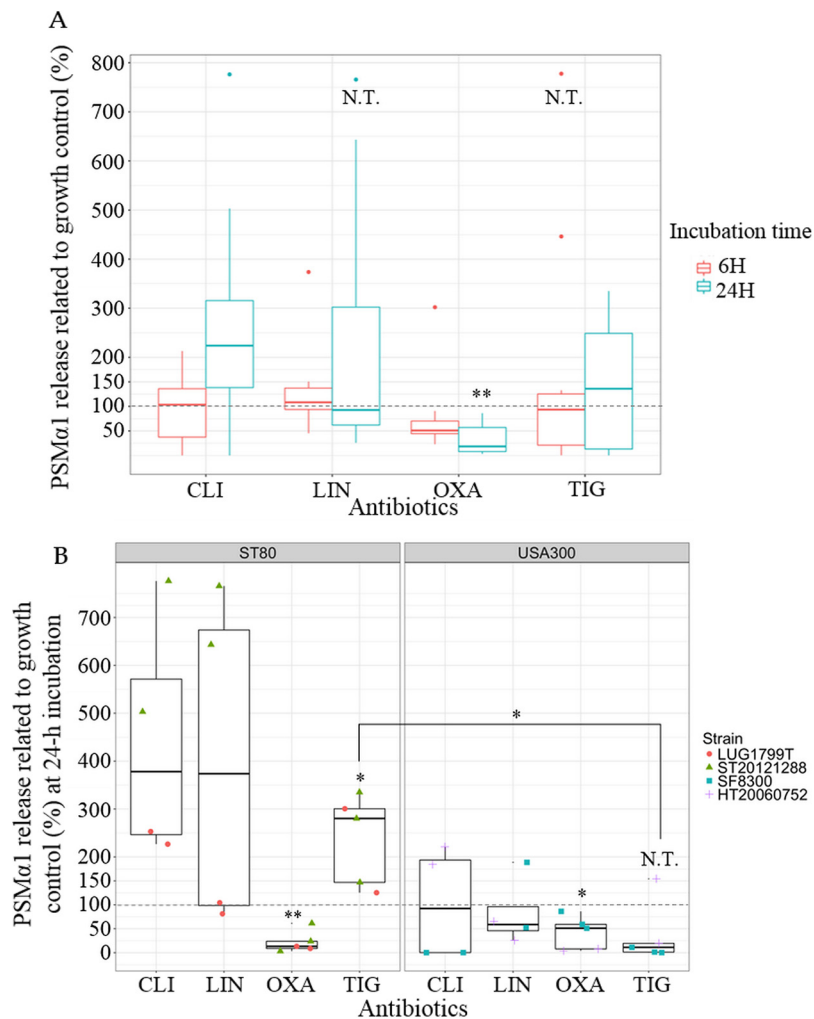 A
PSMα1 release related to growth control (%)
800
700
600
500
400
300
200
150
100
50
N.T.
N.T.
**
CLI LIN OXA TIG
Antibiotics
Incubation time
6H
24H
B
PSMα1 release related to growth
control (%) at 24-h incubation
ST80 USA300
700
600
500
400
300
200
150
100
50
0
*
*
N.T.
**
*
CLI LIN OXA TIG CLI LIN OXA TIG
Antibiotics
Strain
LUG1799T
ST20121288
SF8300
HT20060752